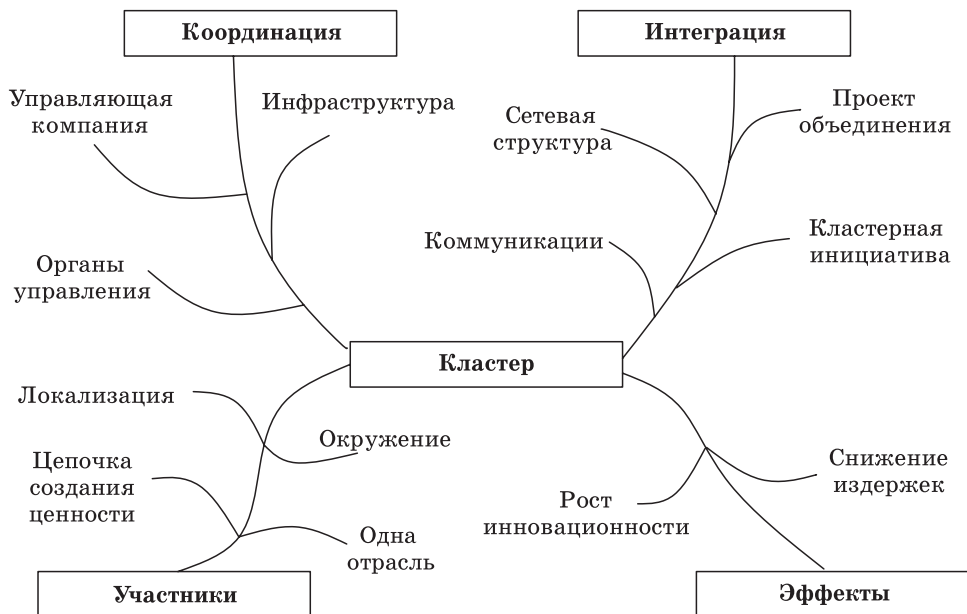 Координация
Интеграция
Управляющая
компания
Инфраструктура
Сетевая
структура
Проект
объединения
Коммуникации
Кластерная
инициатива
Органы
управления
Кластер
Локализация
Окружение
Цепочка
создания
ценности
Одна
отрасль
Рост
инновационности
Снижение
издержек
Участники
Эффекты